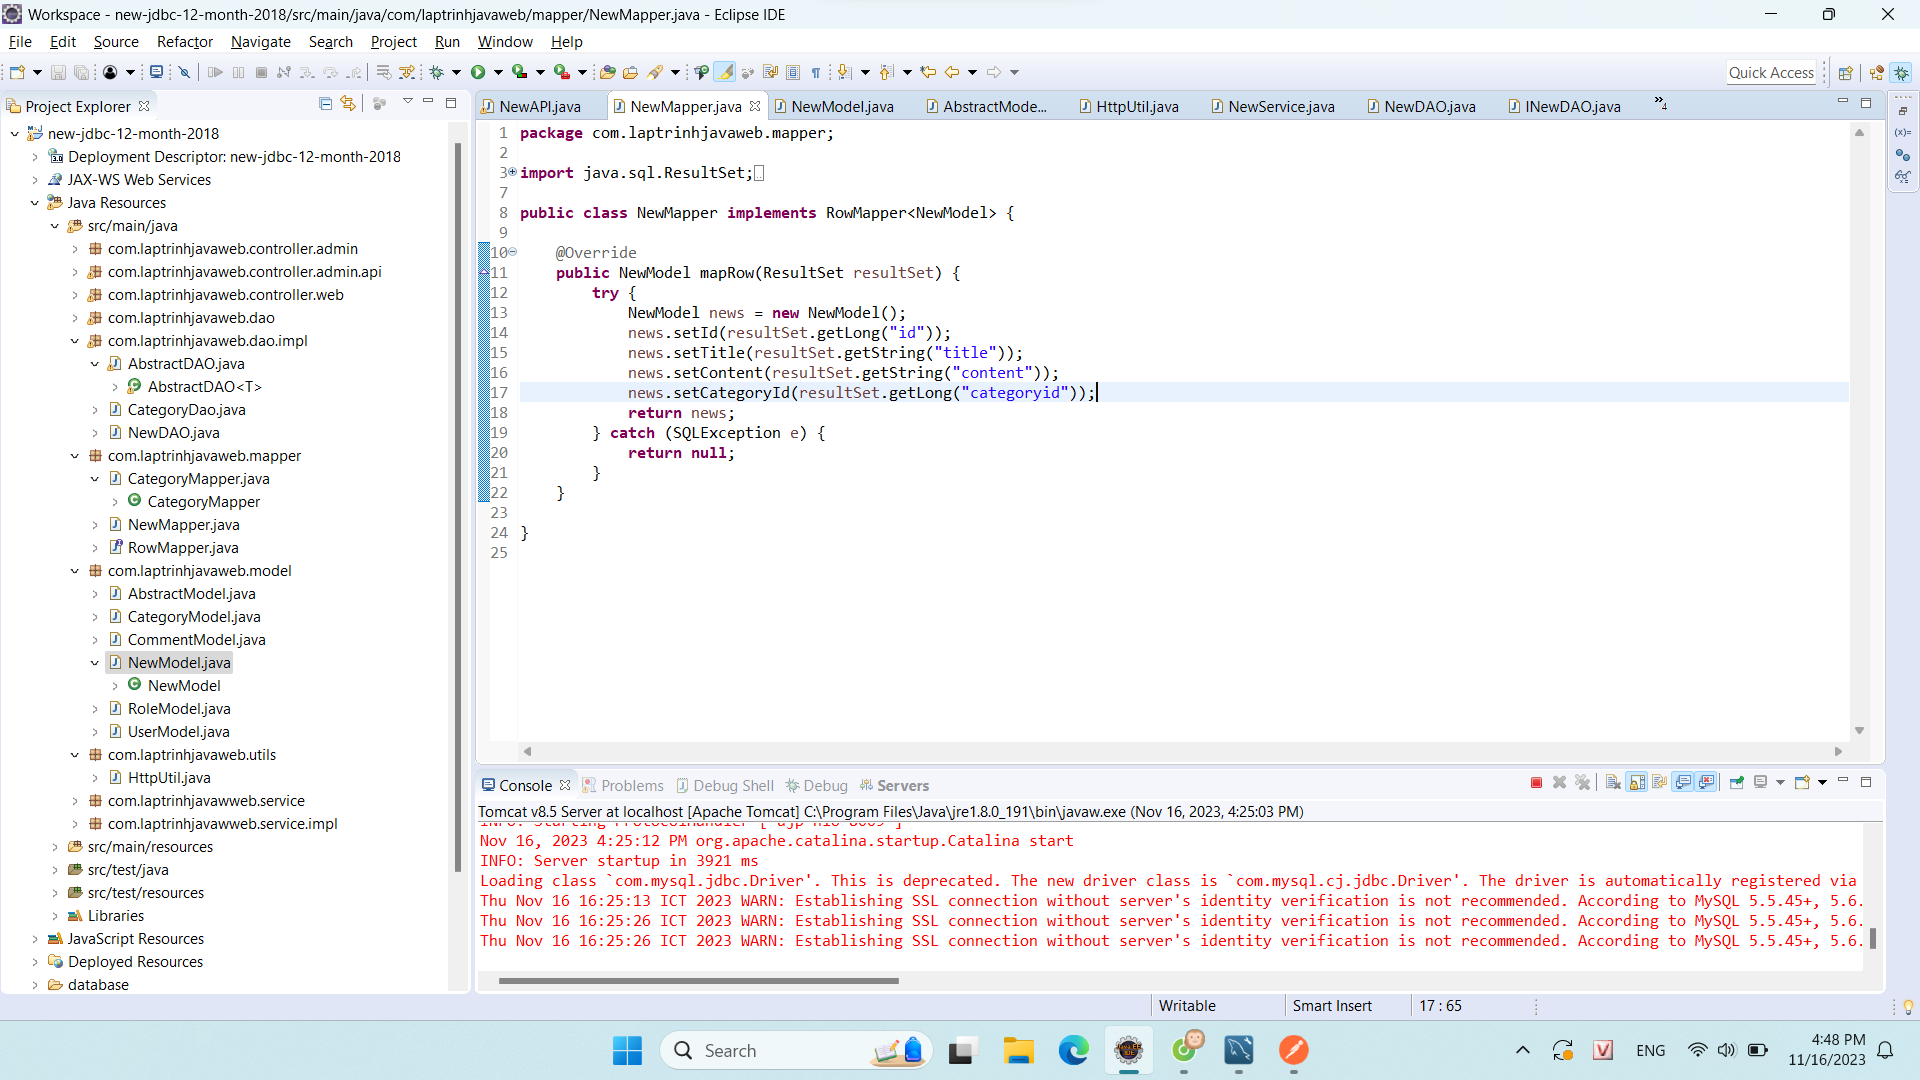 Workspace - new-jdbc-12-month-2018/src/main/java/com/laptrinhjavaweb/mapper/NewMapper.java - Eclipse IDE
File Edit Source Refactor Navigate Search Project Run Window Help
Quick Access
Project Explorer
new-jdbc-12-month-2018
Deployment Descriptor: new-jdbc-12-month-2018
JAX-WS Web Services
Java Resources
src/main/java
com.laptrinhjavaweb.controller.admin
com.laptrinhjavaweb.controller.admin.api
com.laptrinhjavaweb.controller.web
com.laptrinhjavaweb.dao
com.laptrinhjavaweb.dao.impl
AbstractDAO.java
AbstractDAO<T>
CategoryDao.java
NewDAO.java
com.laptrinhjavaweb.mapper
CategoryMapper.java
CategoryMapper
NewMapper.java
RowMapper.java
com.laptrinhjavaweb.model
AbstractModel.java
CategoryModel.java
CommentModel.java
NewModel.java
NewModel
RoleModel.java
UserModel.java
com.laptrinhjavaweb.utils
HttpUtil.java
com.laptrinhjavawweb.service
com.laptrinhjavawweb.service.impl
src/main/resources
src/test/java
src/test/resources
Libraries
JavaScript Resources
Deployed Resources
database
NewAPI.java NewMapper.java NewModel.java AbstractMode... HttpUtil.java NewService.java NewDAO.java INewDAO.java »4
1 package com.laptrinhjavaweb.mapper;
2
3 import java.sql.ResultSet;
7
8 public class NewMapper implements RowMapper<NewModel> {
9
10 @Override
11 public NewModel mapRow(ResultSet resultSet) {
12 try {
13 NewModel news = new NewModel();
14 news.setId(resultSet.getLong("id"));
15 news.setTitle(resultSet.getString("title"));
16 news.setContent(resultSet.getString("content"));
17 news.setCategoryId(resultSet.getLong("categoryid"));
18 return news;
19 } catch (SQLException e) {
20 return null;
21 }
22 }
23
24 }
25
Console Problems Debug Shell Debug Servers
Tomcat v8.5 Server at localhost [Apache Tomcat] C:\Program Files\Java\jre1.8.0_191\bin\javaw.exe (Nov 16, 2023, 4:25:03 PM)
INFO: Starting ProtocolHandler ["ajp-nio-8009"]
Nov 16, 2023 4:25:12 PM org.apache.catalina.startup.Catalina start
INFO: Server startup in 3921 ms
Loading class `com.mysql.jdbc.Driver'. This is deprecated. The new driver class is `com.mysql.cj.jdbc.Driver'. The driver is automatically registered via
Thu Nov 16 16:25:13 ICT 2023 WARN: Establishing SSL connection without server's identity verification is not recommended. According to MySQL 5.5.45+, 5.6.
Thu Nov 16 16:25:26 ICT 2023 WARN: Establishing SSL connection without server's identity verification is not recommended. According to MySQL 5.5.45+, 5.6.
Thu Nov 16 16:25:26 ICT 2023 WARN: Establishing SSL connection without server's identity verification is not recommended. According to MySQL 5.5.45+, 5.6.
Writable Smart Insert 17 : 65
Search
ENG
4:48 PM
11/16/2023